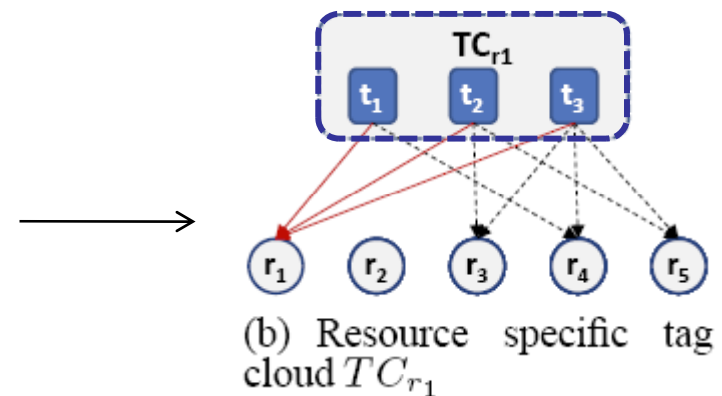 TCr1
t1 t2 t3
r1 r2 r3 r4 r5
(b) Resource specific tag
cloud TCr1